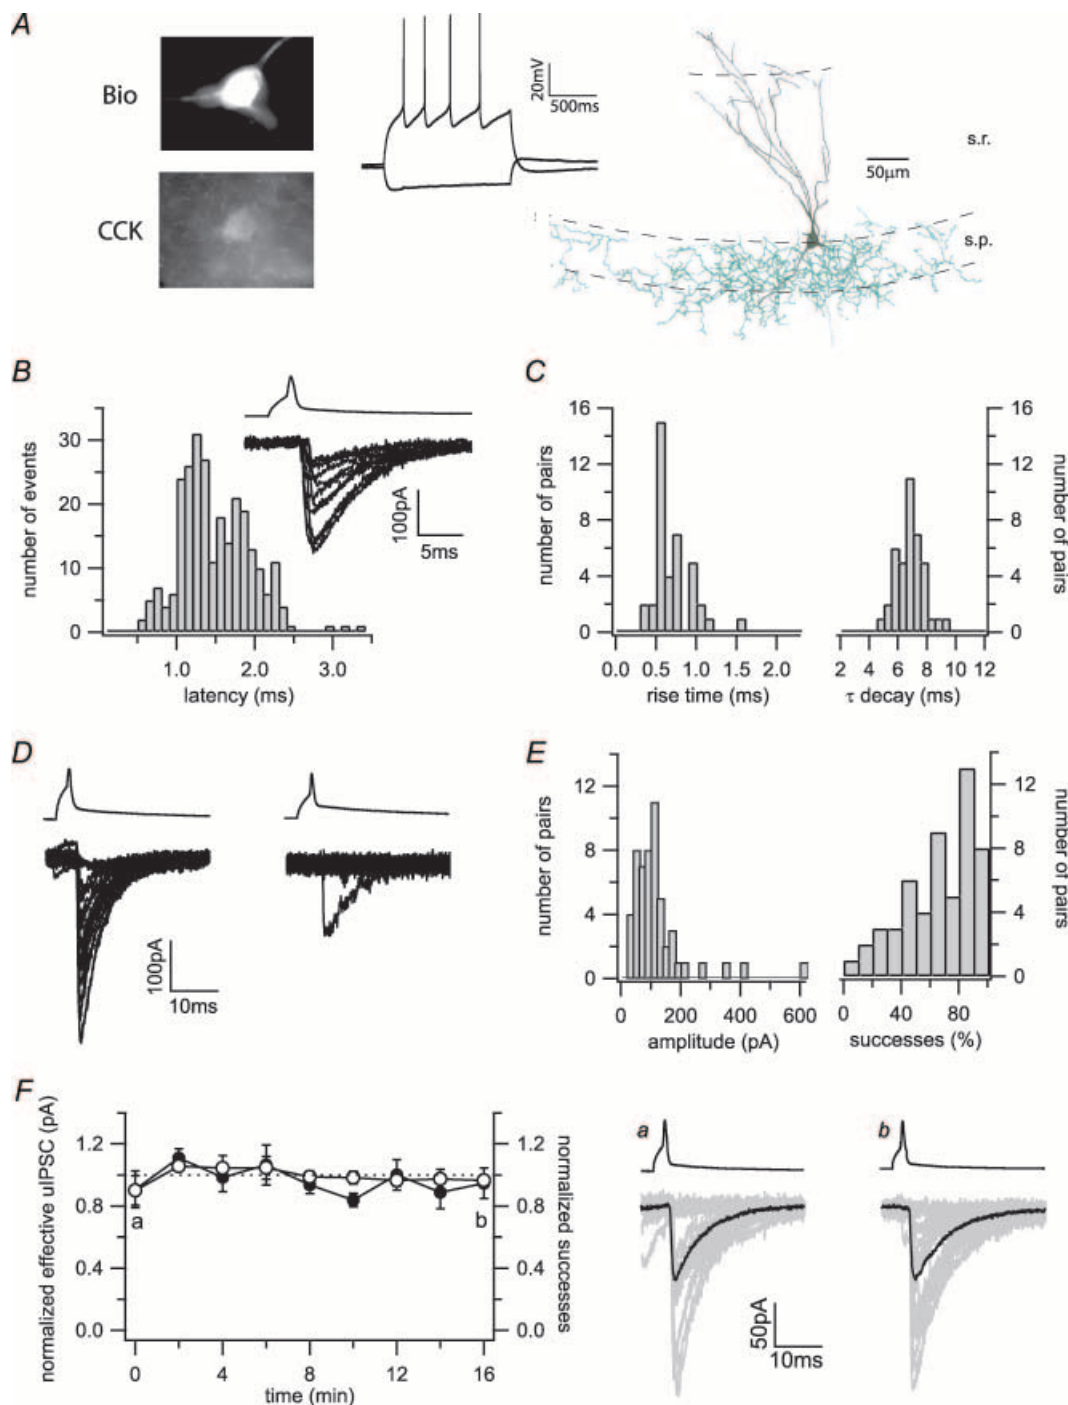 A
Bio
CCK
20mV
500ms
50μm
s.r.
s.p.
B
number of events
30
20
10
0
1.0 2.0 3.0
latency (ms)
100pA
5ms
C
number of pairs
16
12
8
4
0
0.0 0.5 1.0 1.5 2.0
rise time (ms)
2 4 6 8 10 12
τ decay (ms)
16
12
8
4
0
number of pairs
D
100pA
10ms
E
number of pairs
12
8
4
0
0 200 400 600
amplitude (pA)
0 40 80
successes (%)
12
8
4
0
number of pairs
F
normalized effective uIPSC (pA)
1.2
0.8
0.4
0.0
a
b
0 4 8 12 16
time (min)
1.2
0.8
0.4
0.0
normalized successes
a
b
50pA
10ms